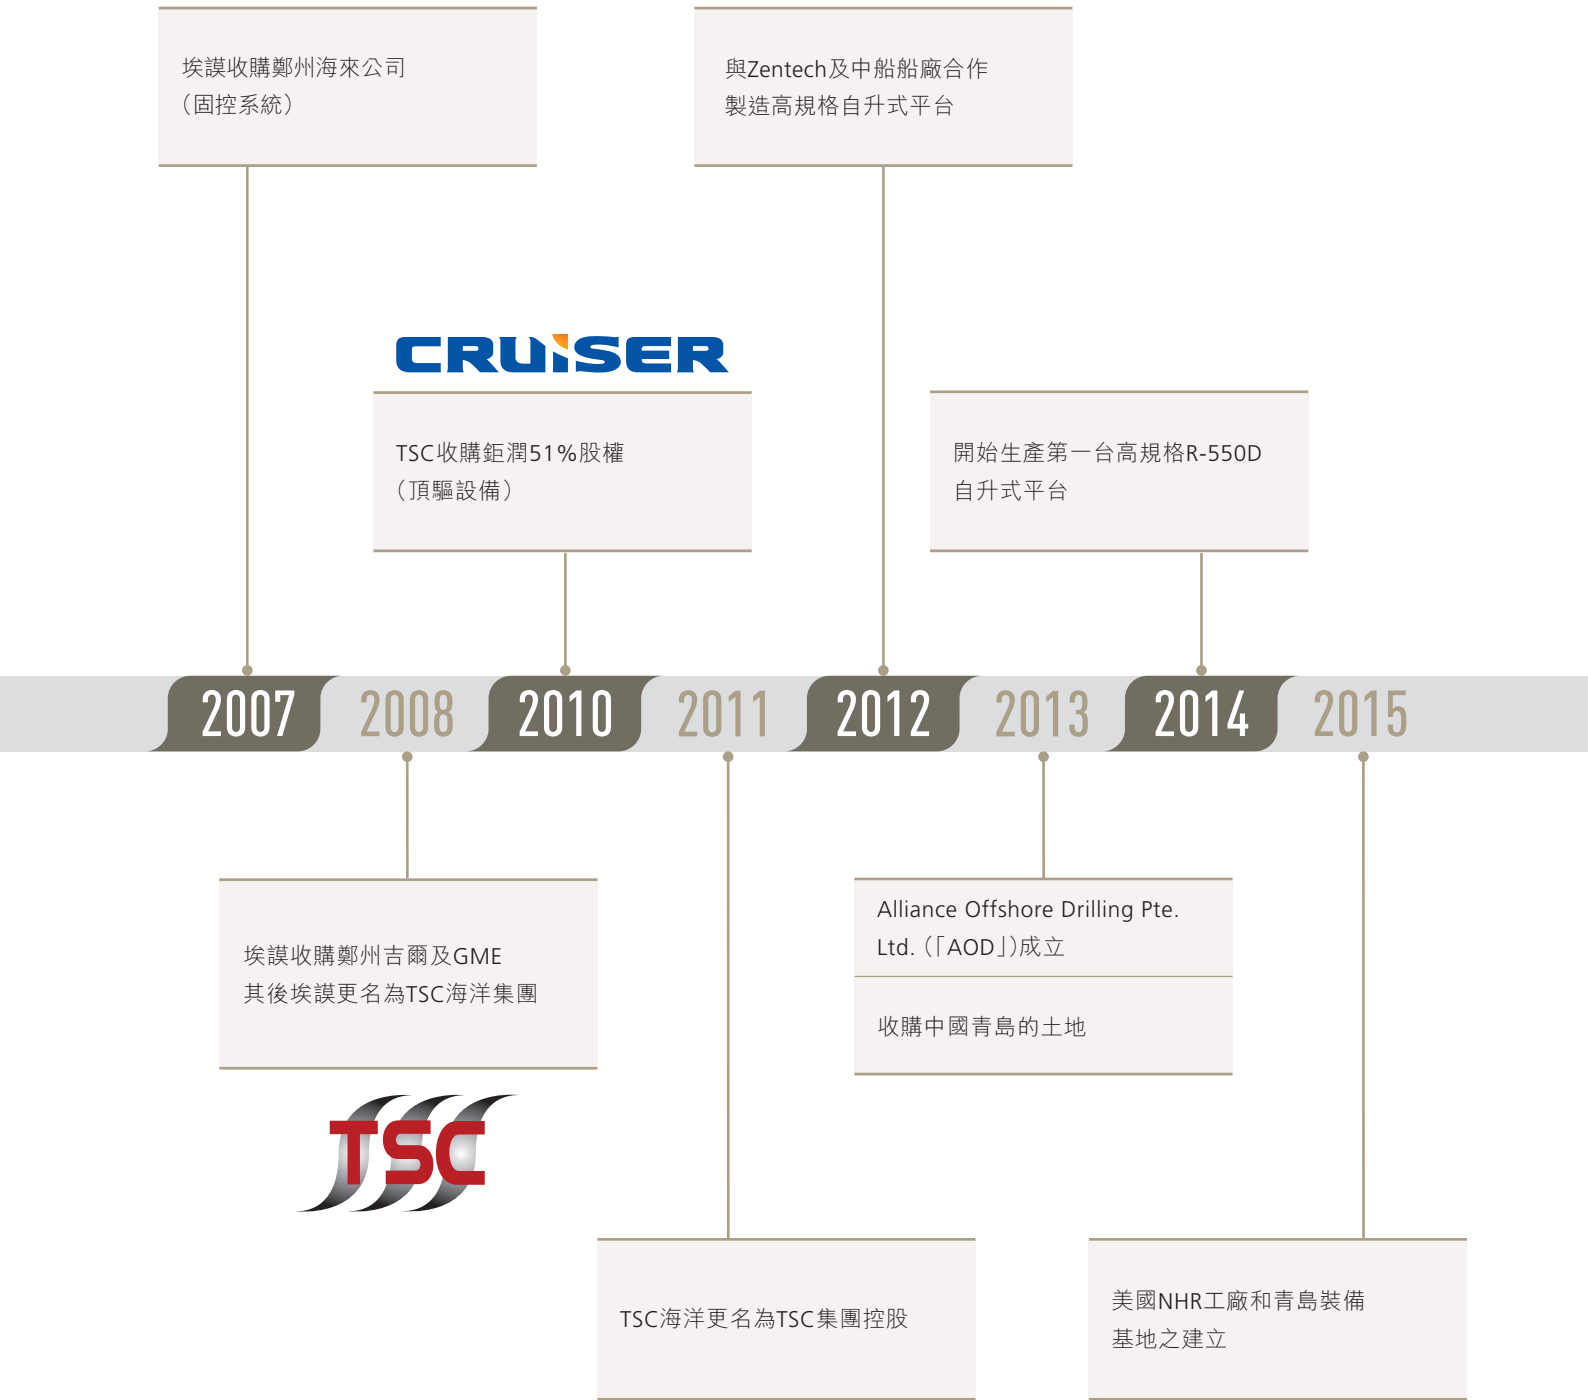 埃謨收購鄭州海來公司
（固控系統）
與Zentech及中船船廠合作
製造高規格自升式平台
CRUiSER
TSC收購鉅潤51%股權
（頂驅設備）
開始生產第一台高規格R-550D
自升式平台
2007 2008 2010 2011 2012 2013 2014 2015
埃謨收購鄭州吉爾及GME
其後埃謨更名為TSC海洋集團
TSC
Alliance Offshore Drilling Pte.
Ltd.（「AOD」）成立
收購中國青島的土地
TSC海洋更名為TSC集團控股
美國NHR工廠和青島裝備
基地之建立